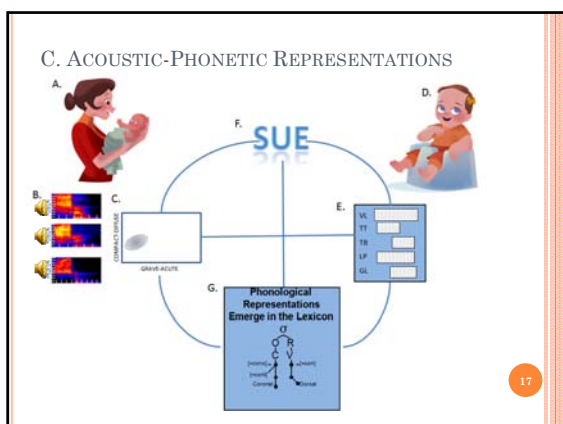 C. ACOUSTIC-PHONETIC REPRESENTATIONS
A.
D.
F.
SUE
B.
C.
COMPACT-DIFFUSE
GRAVE-ACUTE
E.
VL
TT
TB
LP
GL
G.
Phonological
Representations
Emerge in the Lexicon
σ
O R
C V
Coronal
Dorsal
17